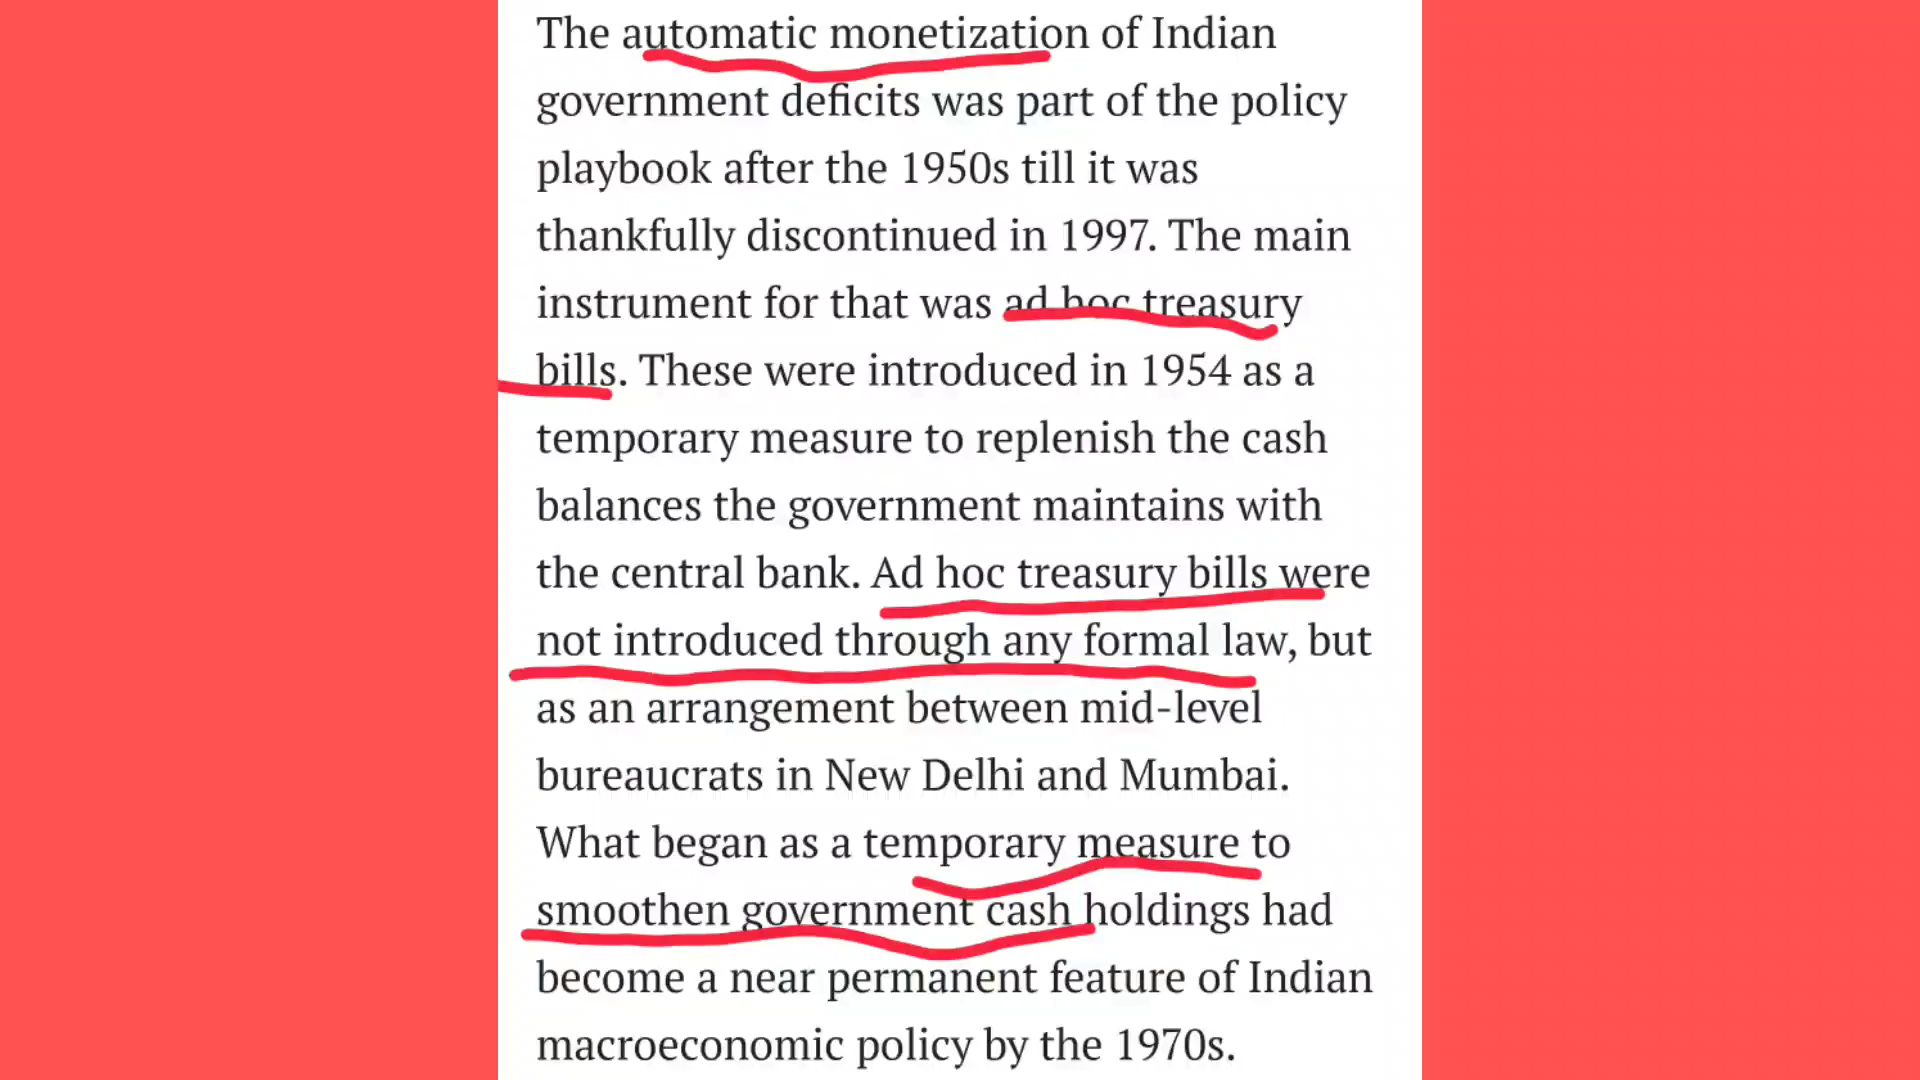 The automatic monetization of Indian
government deficits was part of the policy
playbook after the 1950s till it was
thankfully discontinued in 1997. The main
instrument for that was ad hoc treasury
bills. These were introduced in 1954 as a
temporary measure to replenish the cash
balances the government maintains with
the central bank. Ad hoc treasury bills were
not introduced through any formal law, but
as an arrangement between mid-level
bureaucrats in New Delhi and Mumbai.
What began as a temporary measure to
smoothen government cash holdings had
become a near permanent feature of Indian
macroeconomic policy by the 1970s.